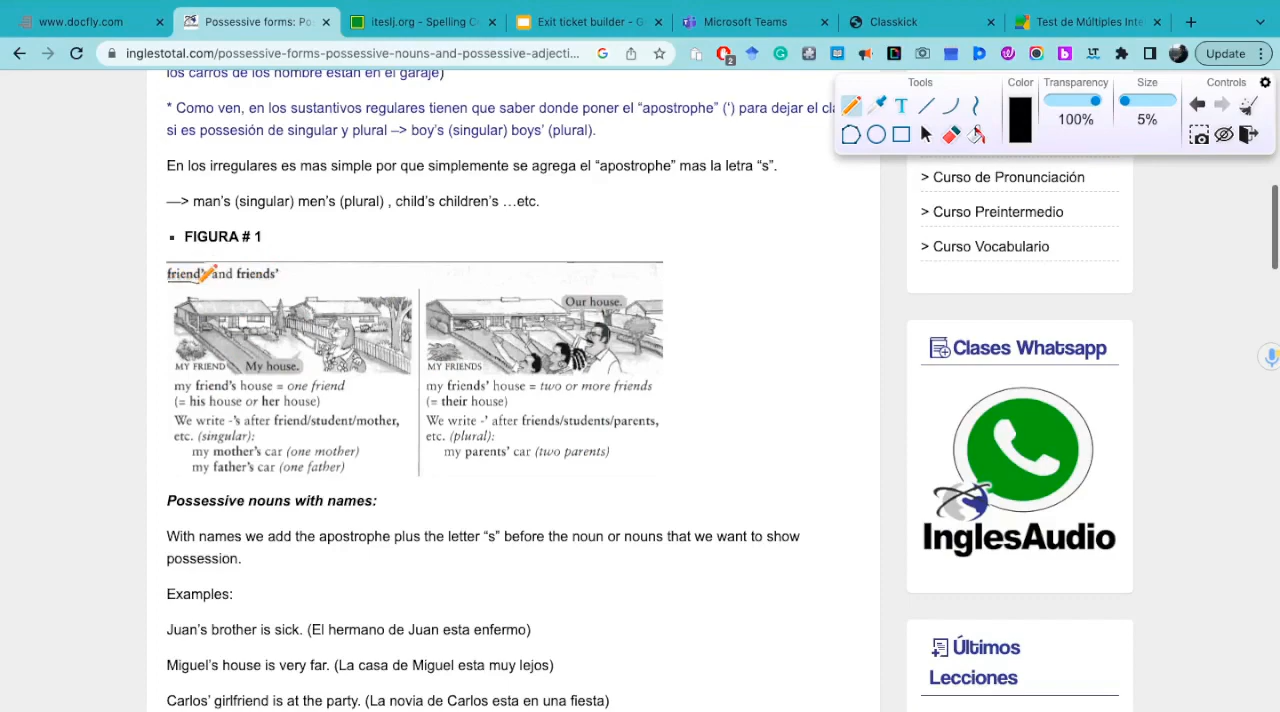 www.docfly.com
Possessive forms: Po
iteslj.org - Spelling C
Exit ticket builder - G
Microsoft Teams
Classkick
Test de Múltiples Inte
inglestotal.com/possessive-forms-possessive-nouns-and-possessive-adjecti...
2
Update
los carros de los hombre estan en el garaje)
* Como ven, en los sustantivos regulares tienen que saber donde poner el “apostrophe” (‘) para dejar el cla
si es possesión de singular y plural –> boy’s (singular) boys’ (plural).
En los irregulares es mas simple por que simplemente se agrega el “apostrophe” mas la letra “s”.
—> man’s (singular) men’s (plural) , child’s children’s …etc.
FIGURA # 1
friend's and friends'
MY FRIEND
My house.
my friend's house = one friend
(= his house or her house)
We write -'s after friend/student/mother,
etc. (singular):
my mother's car (one mother)
my father's car (one father)
Our house.
MY FRIENDS
my friends' house = two or more friends
(= their house)
We write -' after friends/students/parents,
etc. (plural):
my parents' car (two parents)
Possessive nouns with names:
With names we add the apostrophe plus the letter “s” before the noun or nouns that we want to show
possession.
Examples:
Juan’s brother is sick. (El hermano de Juan esta enfermo)
Miguel’s house is very far. (La casa de Miguel esta muy lejos)
Carlos’ girlfriend is at the party. (La novia de Carlos esta en una fiesta)
Tools
Color
Transparency
Size
Controls
T
100%
5%
> Curso de Pronunciación
> Curso Preintermedio
> Curso Vocabulario
Clases Whatsapp
InglesAudio
Últimos
Lecciones